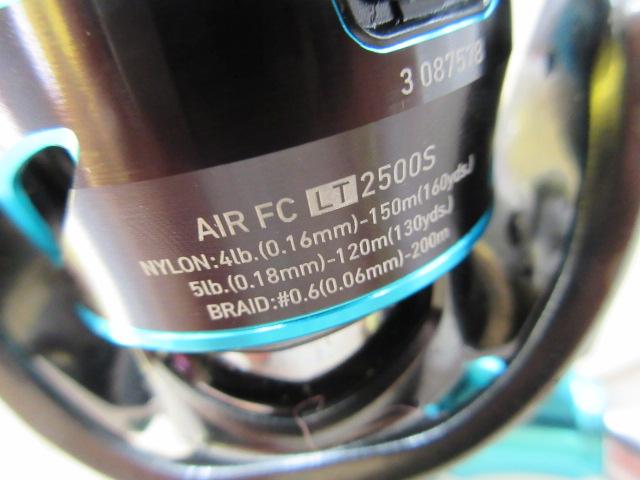 3 087578
AIR FC LT 2500S
NYLON:4lb.(0.16mm)-150m(160yds.)
5lb.(0.18mm)-120m(130yds.)
BRAID:#0.6(0.06mm)-200m